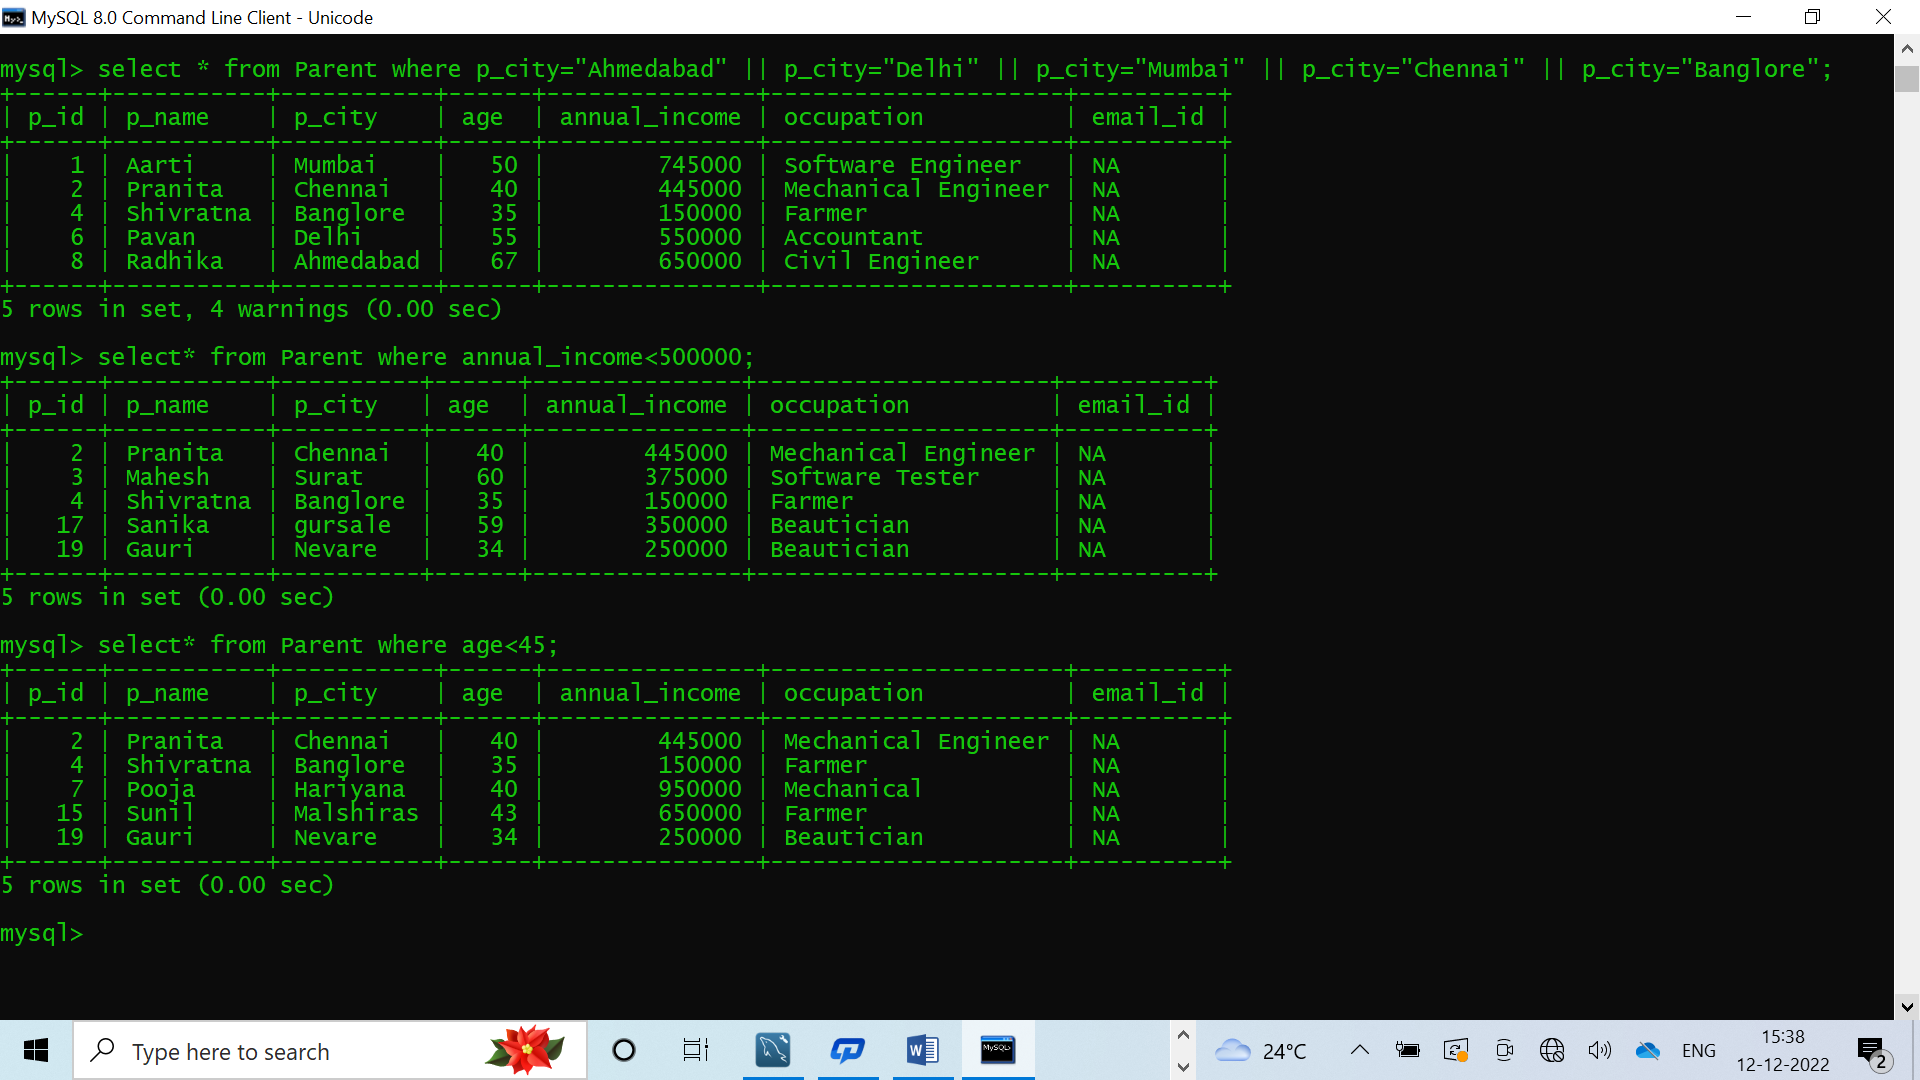 MySQL 8.0 Command Line Client - Unicode
mysql> select * from Parent where p_city="Ahmedabad" || p_city="Delhi" || p_city="Mumbai" || p_city="Chennai" || p_city="Banglore";
+------+-----------+-----------+------+---------------+---------------------+----------+
| p_id | p_name    | p_city    | age  | annual_income | occupation          | email_id |
+------+-----------+-----------+------+---------------+---------------------+----------+
|    1 | Aarti     | Mumbai    |   50 |        745000 | Software Engineer   | NA       |
|    2 | Pranita   | Chennai   |   40 |        445000 | Mechanical Engineer | NA       |
|    4 | Shivratna | Banglore  |   35 |        150000 | Farmer              | NA       |
|    6 | Pavan     | Delhi     |   55 |        550000 | Accountant          | NA       |
|    8 | Radhika   | Ahmedabad |   67 |        650000 | Civil Engineer      | NA       |
+------+-----------+-----------+------+---------------+---------------------+----------+
5 rows in set, 4 warnings (0.00 sec)
mysql> select* from Parent where annual_income<500000;
+------+-----------+----------+------+---------------+---------------------+----------+
| p_id | p_name    | p_city   | age  | annual_income | occupation          | email_id |
+------+-----------+----------+------+---------------+---------------------+----------+
|    2 | Pranita   | Chennai  |   40 |        445000 | Mechanical Engineer | NA       |
|    3 | Mahesh    | Surat    |   60 |        375000 | Software Tester     | NA       |
|    4 | Shivratna | Banglore |   35 |        150000 | Farmer              | NA       |
|   17 | Sanika    | gursale  |   59 |        350000 | Beautician          | NA       |
|   19 | Gauri     | Nevare   |   34 |        250000 | Beautician          | NA       |
+------+-----------+----------+------+---------------+---------------------+----------+
5 rows in set (0.00 sec)
mysql> select* from Parent where age<45;
+------+-----------+-----------+------+---------------+---------------------+----------+
| p_id | p_name    | p_city    | age  | annual_income | occupation          | email_id |
+------+-----------+-----------+------+---------------+---------------------+----------+
|    2 | Pranita   | Chennai   |   40 |        445000 | Mechanical Engineer | NA       |
|    4 | Shivratna | Banglore  |   35 |        150000 | Farmer              | NA       |
|    7 | Pooja     | Hariyana  |   40 |        950000 | Mechanical          | NA       |
|   15 | Sunil     | Malshiras |   43 |        650000 | Farmer              | NA       |
|   19 | Gauri     | Nevare    |   34 |        250000 | Beautician          | NA       |
+------+-----------+-----------+------+---------------+---------------------+----------+
5 rows in set (0.00 sec)
mysql>
Type here to search
24°C
ENG
15:38
12-12-2022
2